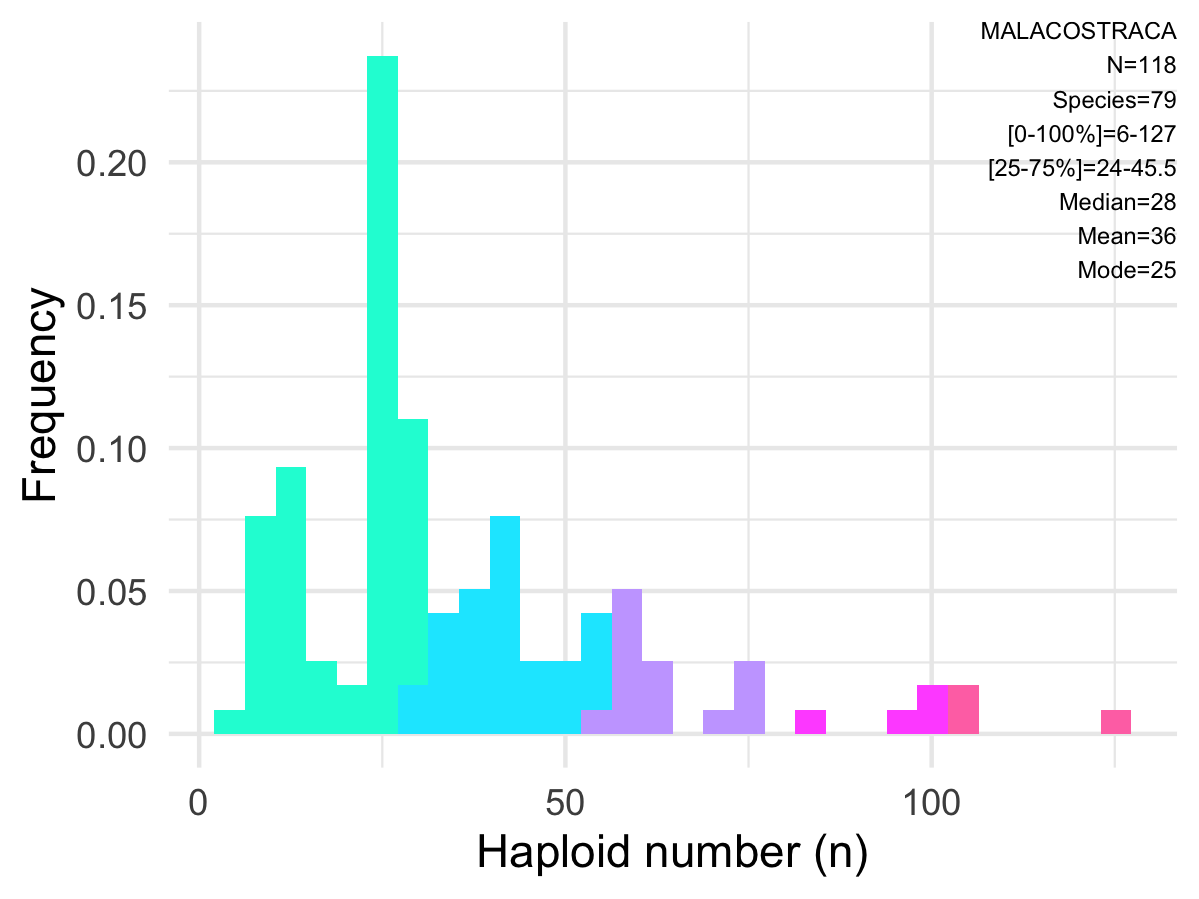 MALACOSTRACA
N=118
Species=79
[0-100%]=6-127
[25-75%]=24-45.5
Median=28
Mean=36
Mode=25
Frequency
0.20
0.15
0.10
0.05
0.00
0 50 100
Haploid number (n)